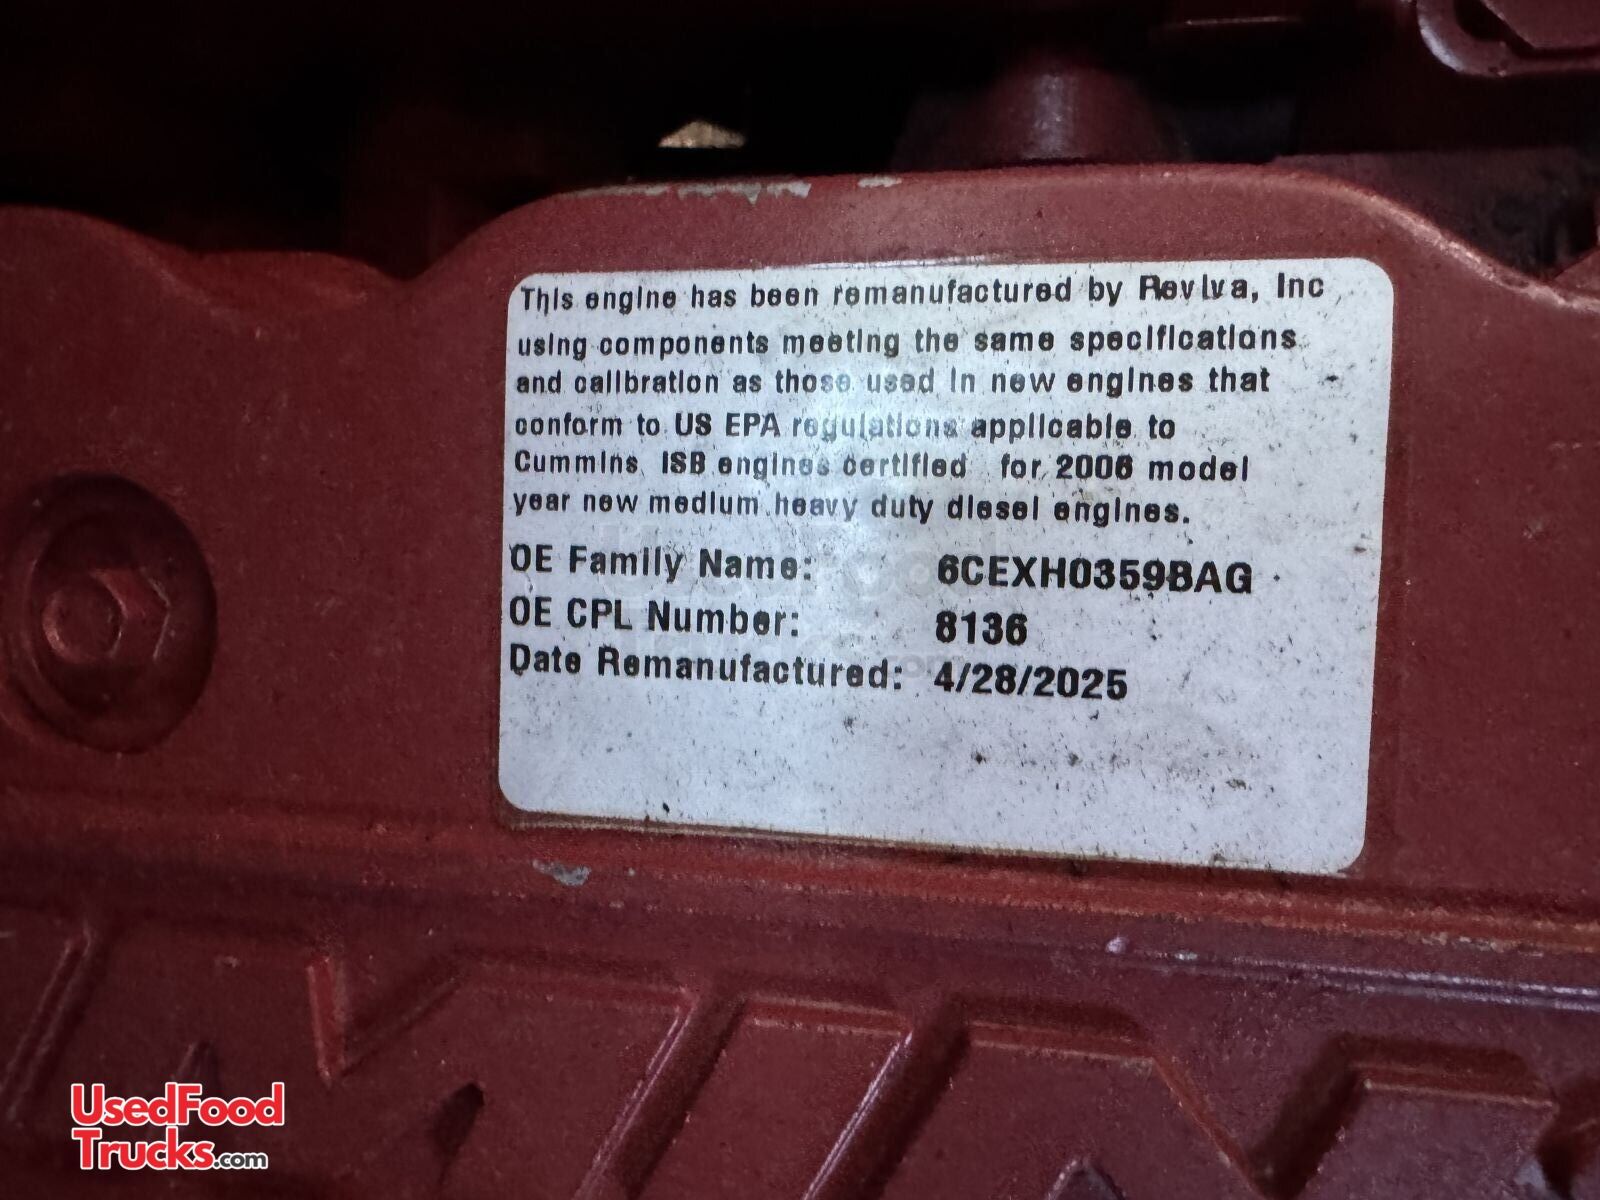 This engine has been remanufactured by Reviva, Inc
using components meeting the same specifications
and calibration as those used in new engines that
conform to US EPA regulations applicable to
Cummins ISB engines certified for 2006 model
year new medium heavy duty diesel engines.
OE Family Name: 6CEXH0359BAG
OE CPL Number: 8136
Date Remanufactured: 4/28/2025
UsedFood
Trucks.com